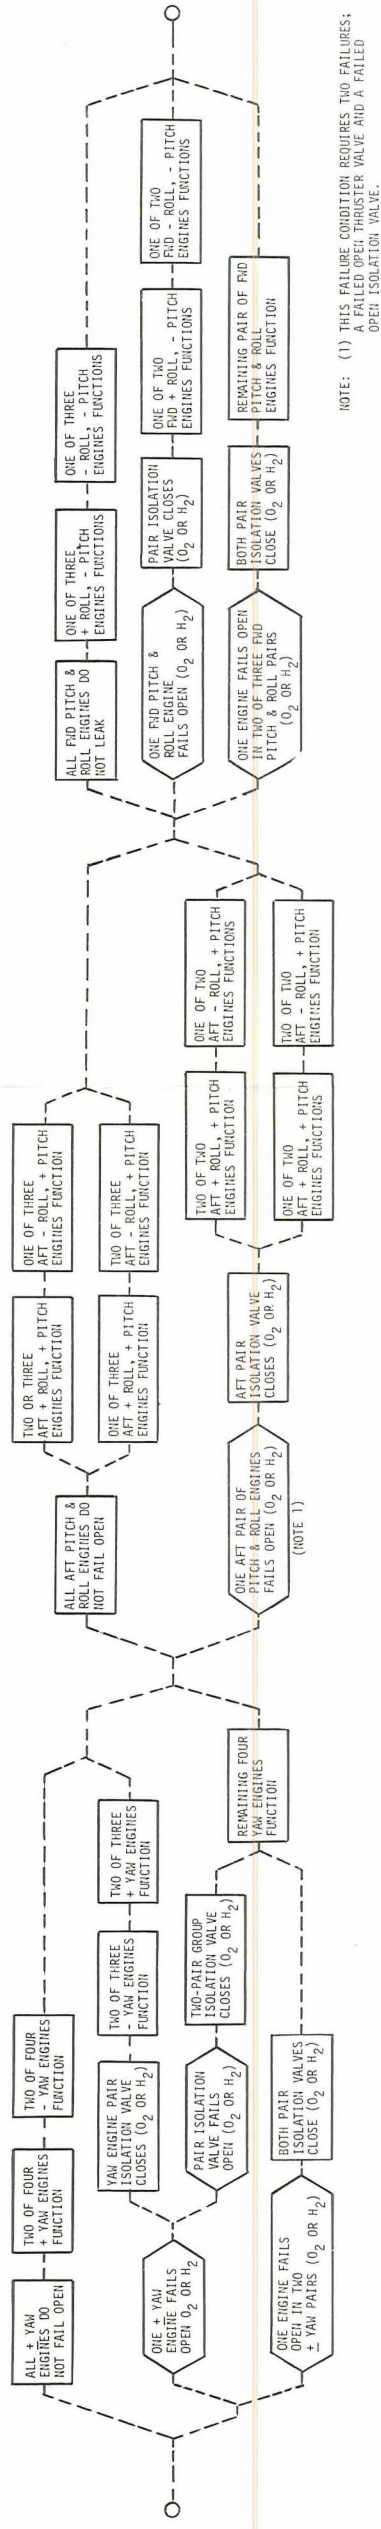 ALL + YAW
ENGINES DO
NOT FAIL OPEN
TWO OF FOUR
+ YAW ENGINES
FUNCTION
TWO OF FOUR
- YAW ENGINES
FUNCTION
ONE + YAW
ENGINE FAILS
OPEN O2 OR H2
YAW ENGINE PAIR
ISOLATION VALVE
CLOSES (O2 OR H2)
TWO OF THREE
- YAW ENGINES
FUNCTION
TWO OF THREE
+ YAW ENGINES
FUNCTION
PAIR ISOLATION
VALVE FAILS
OPEN (O2 OR H2)
TWO-PAIR GROUP
ISOLATION VALVE
CLOSES (O2 OR H2)
ONE ENGINE FAILS
OPEN IN TWO
± YAW PAIRS (O2 OR H2)
BOTH PAIR
ISOLATION VALVES
CLOSE (O2 OR H2)
REMAINING FOUR
YAW ENGINES
FUNCTION
ALL AFT PITCH &
ROLL ENGINES DO
NOT FAIL OPEN
TWO OR THREE
AFT + ROLL, + PITCH
ENGINES FUNCTION
ONE OF THREE
AFT - ROLL, + PITCH
ENGINES FUNCTION
ONE OF THREE
AFT + ROLL, + PITCH
ENGINES FUNCTION
TWO OF THREE
AFT - ROLL, + PITCH
ENGINES FUNCTION
ONE AFT PAIR OF
PITCH & ROLL ENGINES
FAILS OPEN (O2 OR H2)
(NOTE 1)
AFT PAIR
ISOLATION VALVE
CLOSES (O2 OR H2)
TWO OF TWO
AFT + ROLL, + PITCH
ENGINES FUNCTION
ONE OF TWO
AFT - ROLL, + PITCH
ENGINES FUNCTIONS
ONE OF TWO
AFT + ROLL, + PITCH
ENGINES FUNCTIONS
TWO OF TWO
AFT - ROLL, + PITCH
ENGINES FUNCTION
ALL FWD PITCH &
ROLL ENGINES DO
NOT LEAK
ONE OF THREE
+ ROLL, - PITCH
ENGINES FUNCTIONS
ONE OF THREE
- ROLL, - PITCH
ENGINES FUNCTIONS
ONE FWD PITCH &
ROLL ENGINE
FAILS OPEN (O2 OR H2)
PAIR ISOLATION
VALVE CLOSES
(O2 OR H2)
ONE OF TWO
FWD + ROLL, - PITCH
ENGINES FUNCTIONS
ONE OF TWO
FWD - ROLL, - PITCH
ENGINES FUNCTIONS
ONE ENGINE FAILS OPEN
IN TWO OF THREE FWD
PITCH & ROLL PAIRS
(O2 OR H2)
BOTH PAIR
ISOLATION VALVES
CLOSE (O2 OR H2)
REMAINING PAIR OF FWD
PITCH & ROLL
ENGINES FUNCTION
NOTE: (1) THIS FAILURE CONDITION REQUIRES TWO FAILURES;
A FAILED OPEN THRUSTER VALVE AND A FAILED
OPEN ISOLATION VALVE.